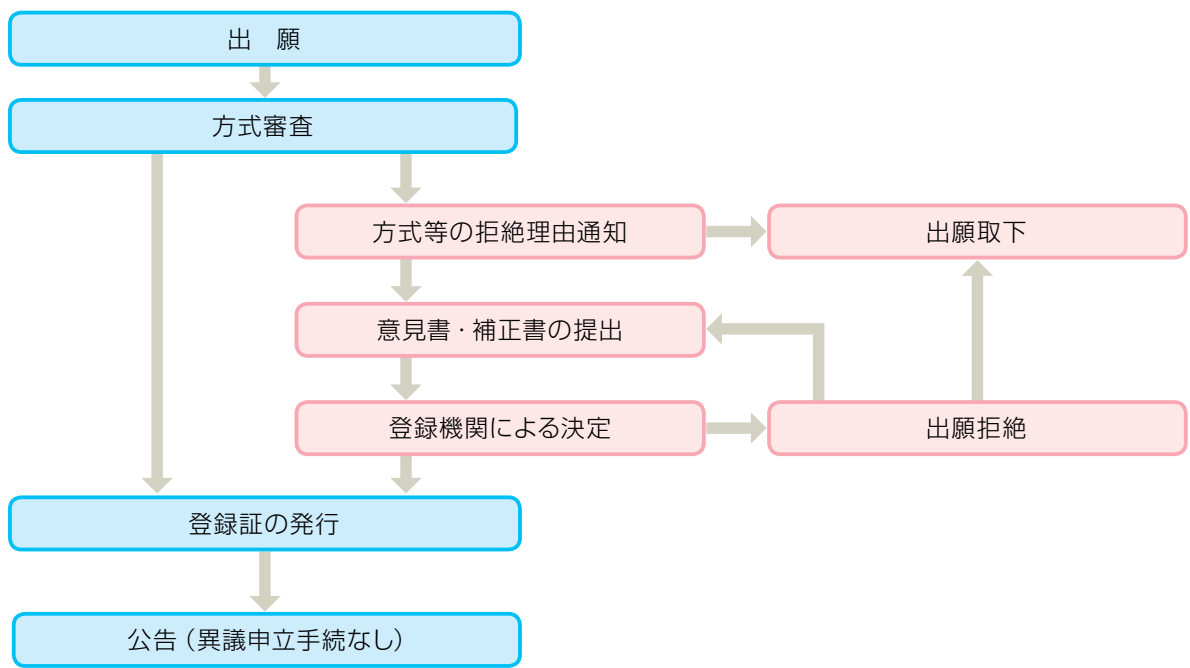 出　願
方式審査
方式等の拒絶理由通知
出願取下
意見書・補正書の提出
登録機関による決定
出願拒絶
登録証の発行
公告（異議申立手続なし）